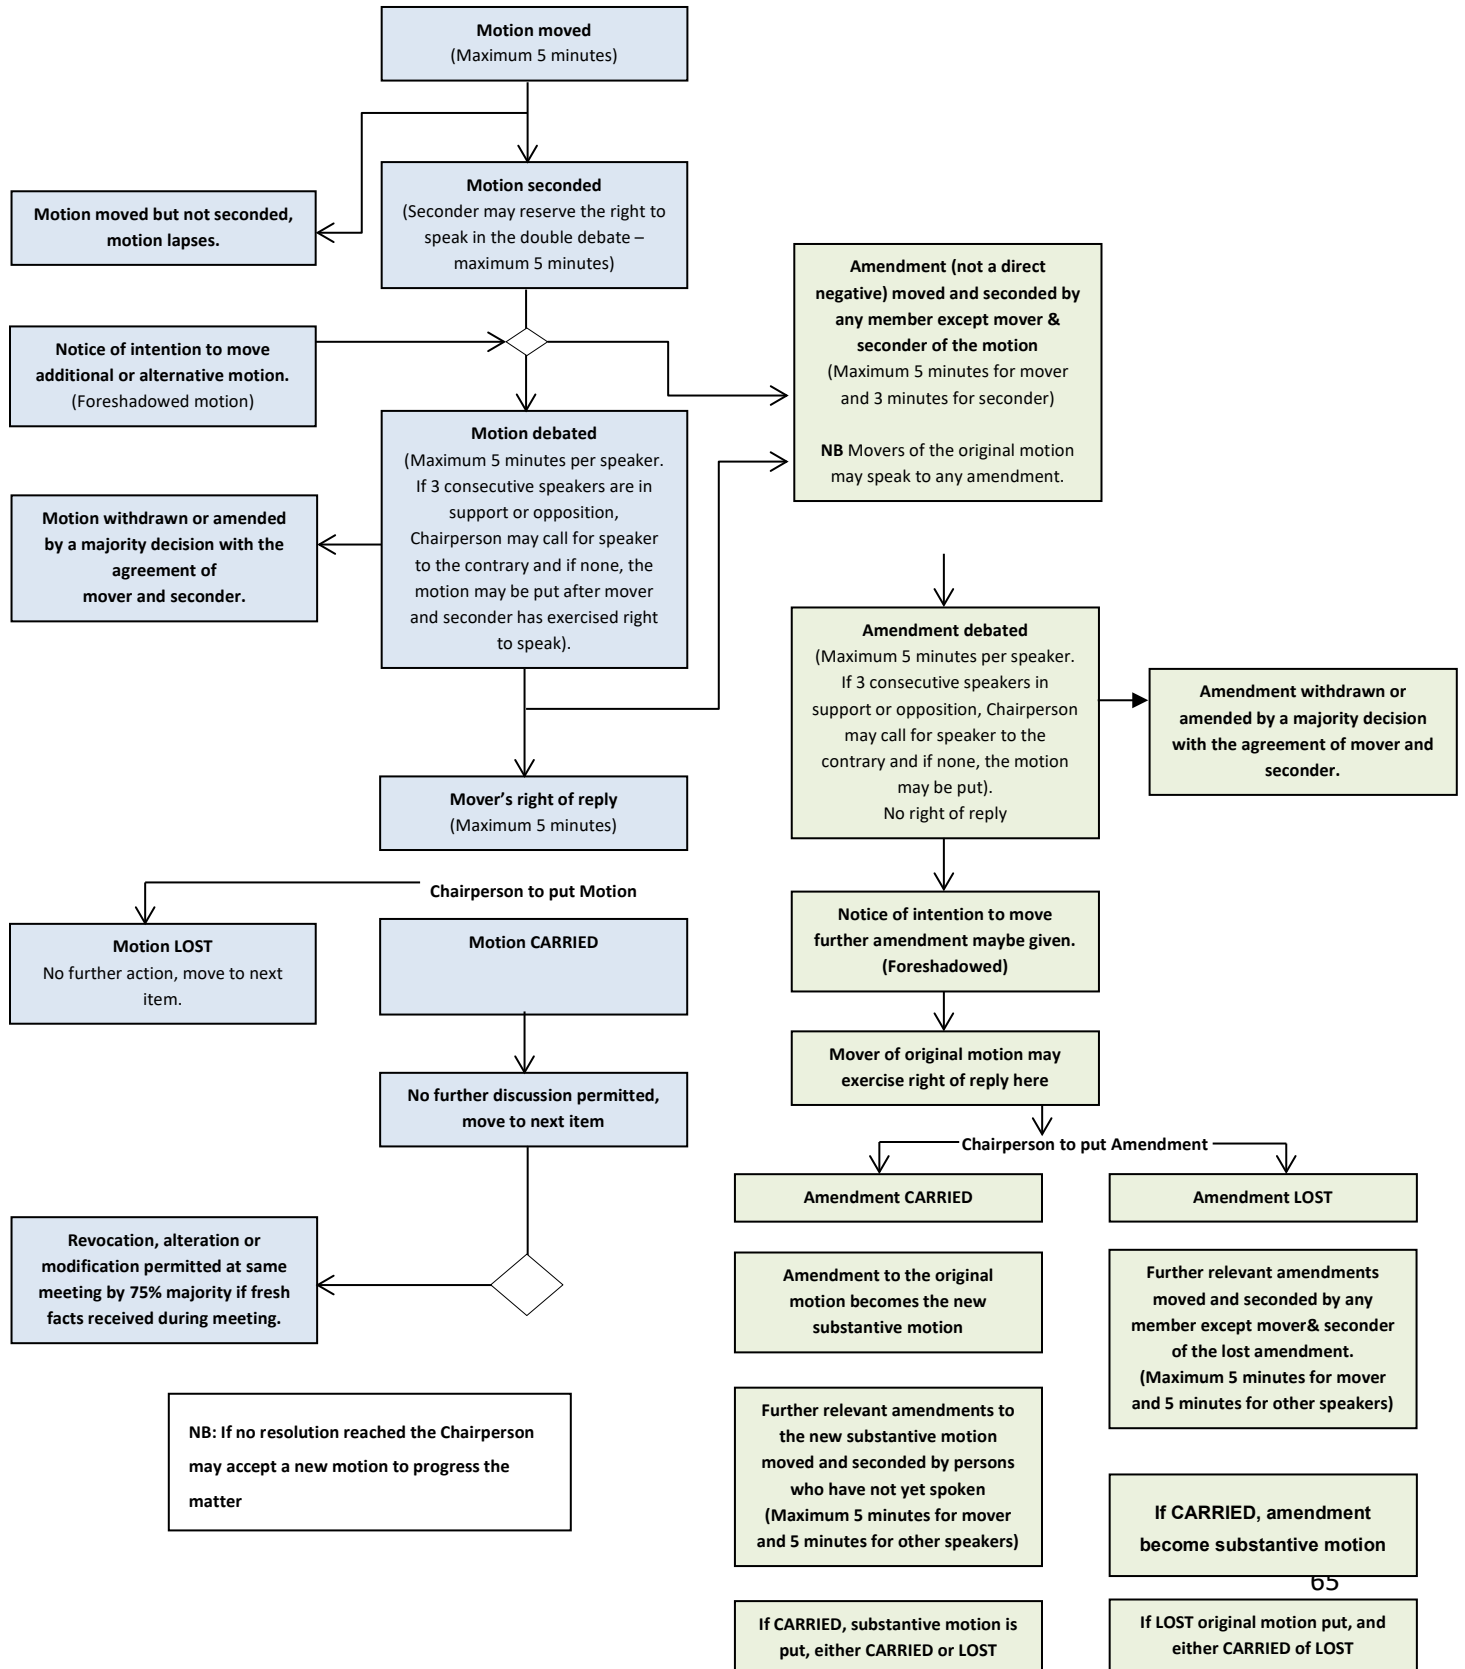 Motion moved
(Maximum 5 minutes)
Motion seconded
(Seconder may reserve the right to
speak in the double debate –
maximum 5 minutes)
Motion moved but not seconded,
motion lapses.
Notice of intention to move
additional or alternative motion.
(Foreshadowed motion)
Amendment (not a direct
negative) moved and seconded by
any member except mover &
seconder of the motion
(Maximum 5 minutes for mover
and 3 minutes for seconder)
NB Movers of the original motion
may speak to any amendment.
Motion debated
(Maximum 5 minutes per speaker.
If 3 consecutive speakers are in
support or opposition,
Chairperson may call for speaker
to the contrary and if none, the
motion may be put after mover
and seconder has exercised right
to speak).
Motion withdrawn or amended
by a majority decision with the
agreement of
mover and seconder.
Amendment debated
(Maximum 5 minutes per speaker.
If 3 consecutive speakers in
support or opposition, Chairperson
may call for speaker to the
contrary and if none, the motion
may be put).
No right of reply
Amendment withdrawn or
amended by a majority decision
with the agreement of mover and
seconder.
Mover’s right of reply
(Maximum 5 minutes)
Chairperson to put Motion
Motion LOST
No further action, move to next
item.
Motion CARRIED
Notice of intention to move
further amendment maybe given.
(Foreshadowed)
Mover of original motion may
exercise right of reply here
No further discussion permitted,
move to next item
Chairperson to put Amendment
Amendment CARRIED
Amendment LOST
Revocation, alteration or
modification permitted at same
meeting by 75% majority if fresh
facts received during meeting.
Amendment to the original
motion becomes the new
substantive motion
Further relevant amendments
moved and seconded by any
member except mover& seconder
of the lost amendment.
(Maximum 5 minutes for mover
and 5 minutes for other speakers)
NB: If no resolution reached the Chairperson
may accept a new motion to progress the
matter
Further relevant amendments to
the new substantive motion
moved and seconded by persons
who have not yet spoken
(Maximum 5 minutes for mover
and 5 minutes for other speakers)
If CARRIED, amendment
become substantive motion
65
If CARRIED, substantive motion is
put, either CARRIED or LOST
If LOST original motion put, and
either CARRIED of LOST